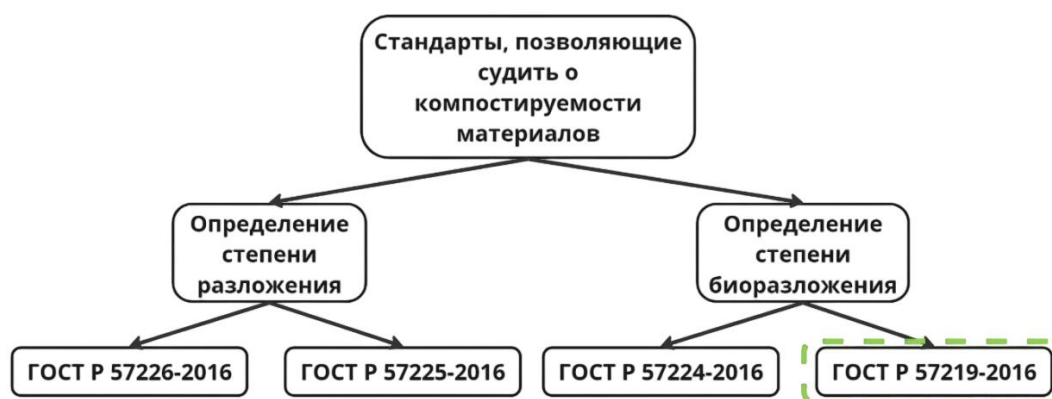 Стандарты, позволяющие
судить о
компостируемости
материалов
Определение
степени
разложения
Определение
степени
биоразложения
ГОСТ Р 57226-2016
ГОСТ Р 57225-2016
ГОСТ Р 57224-2016
ГОСТ Р 57219-2016